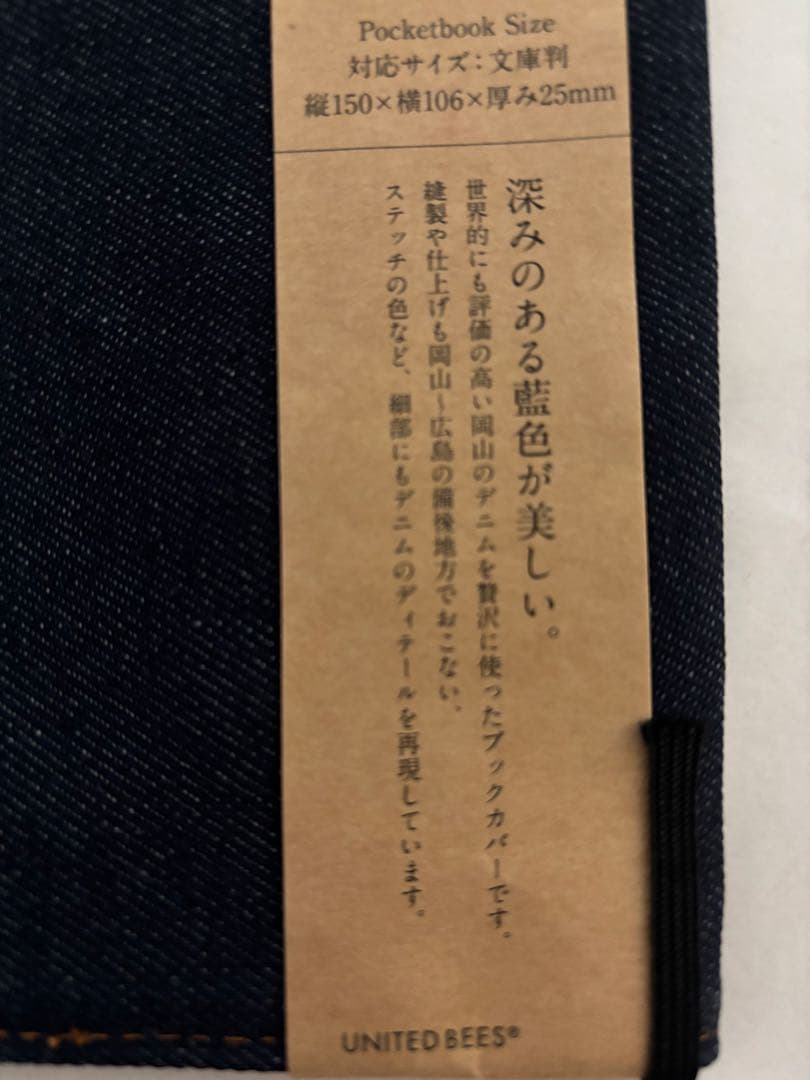 Pocketbook Size
対応サイズ：文庫判
縦150×横106×厚み25mm
深みのある藍色が美しい。
世界的にも評価の高い岡山のデニムを贅沢に使ったブックカバーです。
縫製や仕上げも岡山〜広島の備後地方でおこない、
ステッチの色など、細部にもデニムのディテールを再現しています。
UNITED BEES®